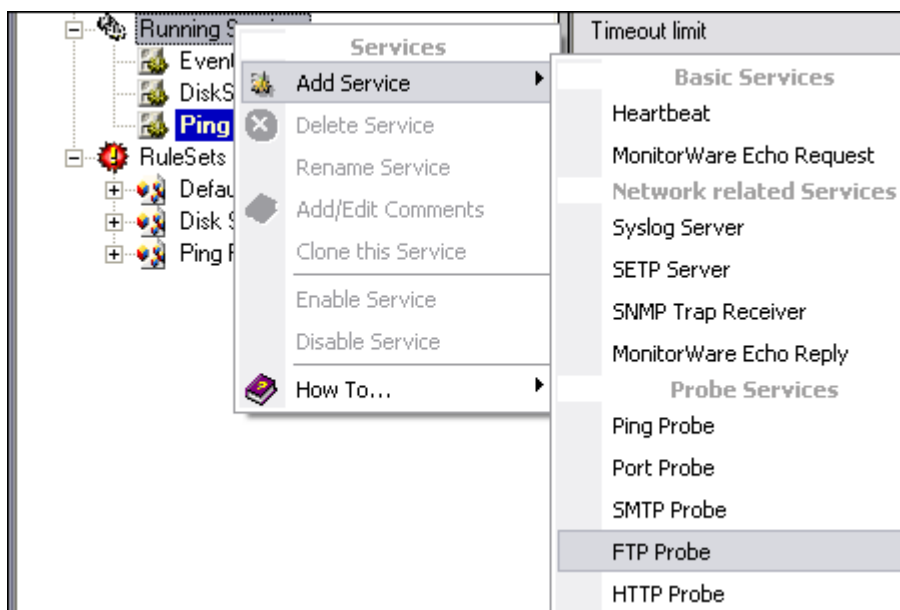 Running
Timeout limit
Services
Basic Services
Add Service
Heartbeat
Delete Service
MonitorWare Echo Request
Ping
Network related Services
RuleSets
Rename Service
Syslog Server
Add/Edit Comments
Disk
SETP Server
Clone this Service
Ping
SNMP Trap Receiver
Enable Service
Disable Service
MonitorWare Echo Reply
How To...
Probe Services
Ping Probe
Port Probe
SMTP Probe
FTP Probe
HTTP Probe